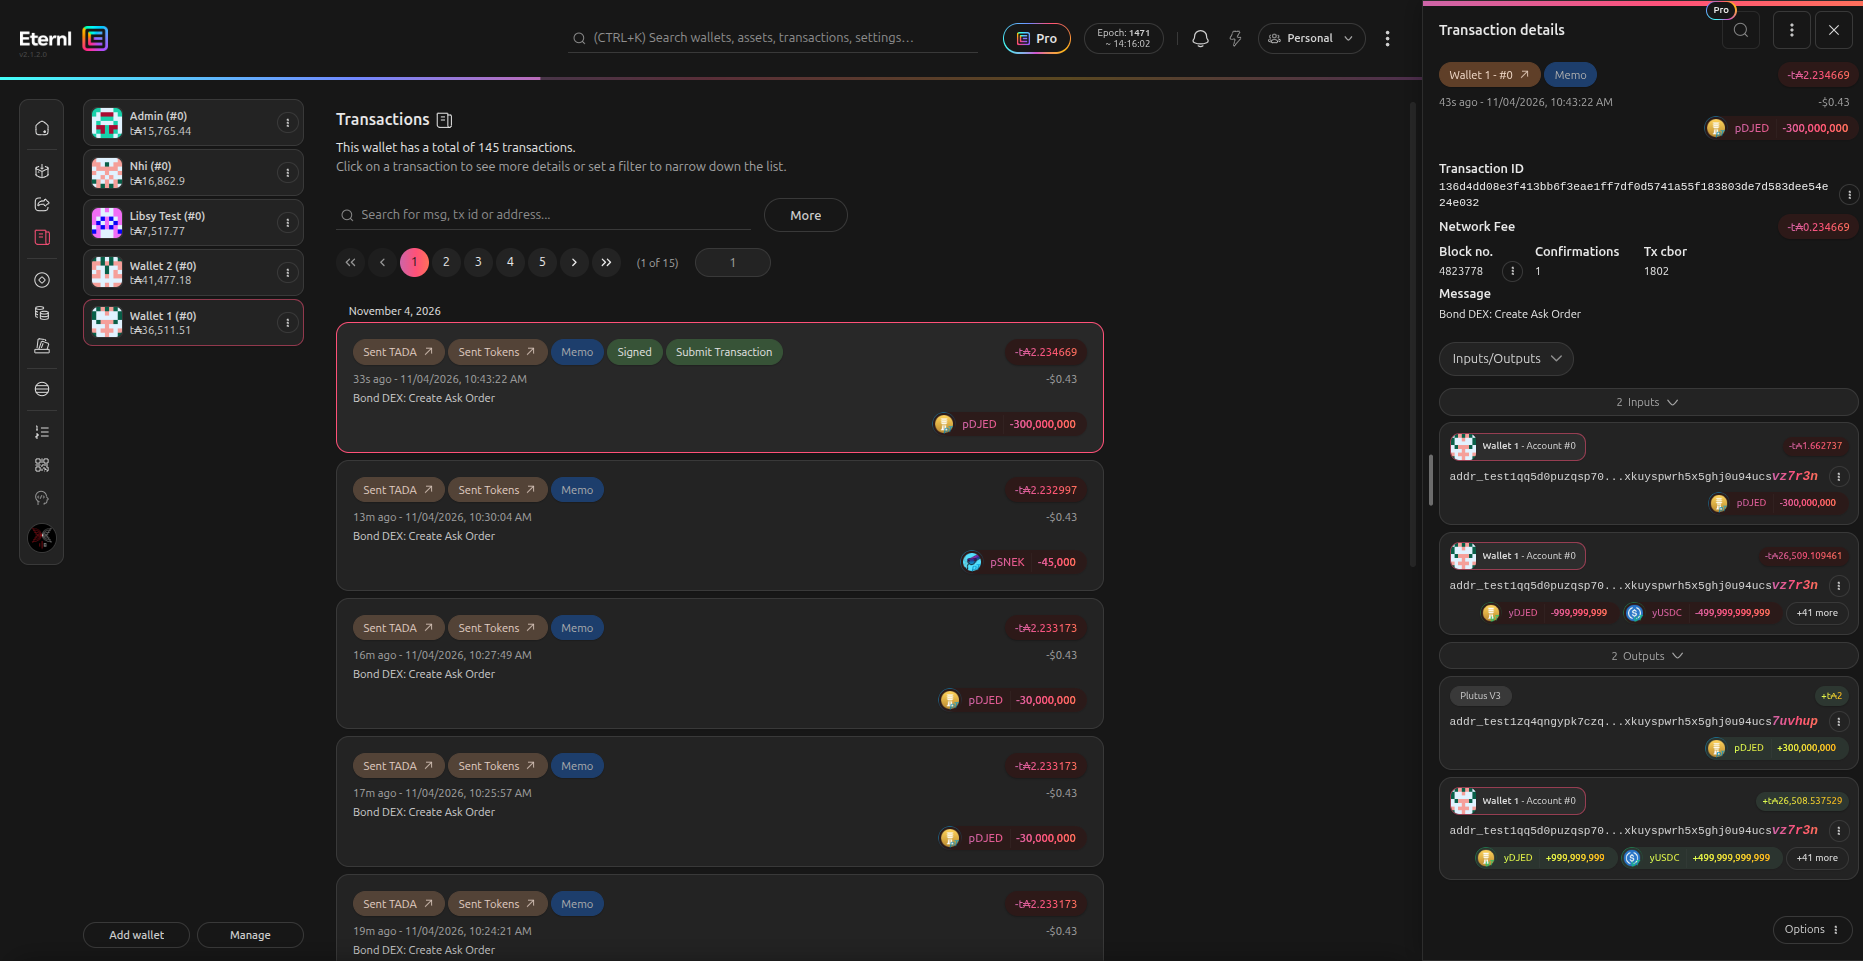 Eternl
v2.1.2.0
(CTRL+K) Search wallets, assets, transactions, settings...
Pro
Epoch: 1471
~ 14:16:02
Personal
Admin (#0)
t₳15,765.44
Nhi (#0)
t₳16,862.9
Libsy Test (#0)
t₳7,517.77
Wallet 2 (#0)
t₳41,477.18
Wallet 1 (#0)
t₳36,511.51
Add wallet
Manage
Transactions
This wallet has a total of 145 transactions.
Click on a transaction to see more details or set a filter to narrow down the list.
Search for msg, tx id or address...
More
1 2 3 4 5 (1 of 15) 1
November 4, 2026
Sent TADA Sent Tokens Memo Signed Submit Transaction -t₳2.234669
33s ago - 11/04/2026, 10:43:22 AM -$0.43
Bond DEX: Create Ask Order
pDJED -300,000,000
Sent TADA Sent Tokens Memo -t₳2.232997
13m ago - 11/04/2026, 10:30:04 AM -$0.43
Bond DEX: Create Ask Order
pSNEK -45,000
Sent TADA Sent Tokens Memo -t₳2.233173
16m ago - 11/04/2026, 10:27:49 AM -$0.43
Bond DEX: Create Ask Order
pDJED -30,000,000
Sent TADA Sent Tokens Memo -t₳2.233173
17m ago - 11/04/2026, 10:25:57 AM -$0.43
Bond DEX: Create Ask Order
pDJED -30,000,000
Sent TADA Sent Tokens Memo -t₳2.233173
19m ago - 11/04/2026, 10:24:21 AM -$0.43
Bond DEX: Create Ask Order
Pro
Transaction details
Wallet 1 - #0 Memo -t₳2.234669
43s ago - 11/04/2026, 10:43:22 AM -$0.43
pDJED -300,000,000
Transaction ID
136d4dd08e3f413bb6f3eae1ff7df0d5741a55f183803de7d583dee54e
24e032
Network Fee -t₳0.234669
Block no. Confirmations Tx cbor
4823778 1 1802
Message
Bond DEX: Create Ask Order
Inputs/Outputs
2 Inputs
Wallet 1 - Account #0 -t₳1.662737
addr_test1qq5d0puzqsp70...xkuyspwrh5x5ghj0u94ucsvz7r3n
pDJED -300,000,000
Wallet 1 - Account #0 -t₳26,509.109461
addr_test1qq5d0puzqsp70...xkuyspwrh5x5ghj0u94ucsvz7r3n
yDJED -999,999,999 yUSDC -499,999,999,999 +41 more
2 Outputs
Plutus V3 +t₳2
addr_test1zq4qngypk7czq...xkuyspwrh5x5ghj0u94ucs7uvhup
pDJED +300,000,000
Wallet 1 - Account #0 +t₳26,508.537529
addr_test1qq5d0puzqsp70...xkuyspwrh5x5ghj0u94ucsvz7r3n
yDJED +999,999,999 yUSDC +499,999,999,999 +41 more
Options